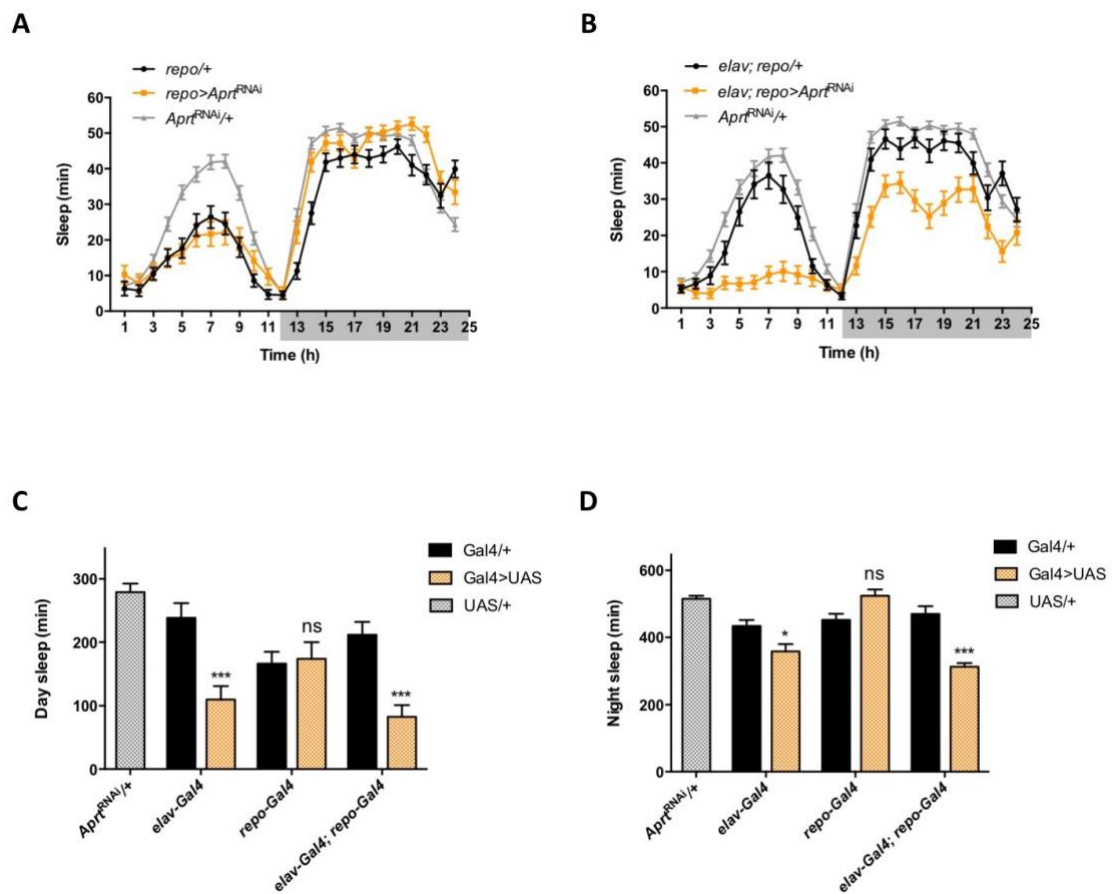 A
repo/+
repo>Aprt^RNAi
Aprt^RNAi/+
60
50
40
30
20
10
0
Sleep (min)
1 3 5 7 9 11 13 15 17 19 21 23 25
Time (h)
B
elav; repo/+
elav; repo>Aprt^RNAi
Aprt^RNAi/+
60
50
40
30
20
10
0
Sleep (min)
1 3 5 7 9 11 13 15 17 19 21 23 25
Time (h)
C
Gal4/+
Gal4>UAS
UAS/+
300
200
100
0
Day sleep (min)
***
ns
***
Aprt^RNAi/+
elav-Gal4
repo-Gal4
elav-Gal4; repo-Gal4
D
Gal4/+
Gal4>UAS
UAS/+
600
400
200
0
Night sleep (min)
*
ns
***
Aprt^RNAi/+
elav-Gal4
repo-Gal4
elav-Gal4; repo-Gal4